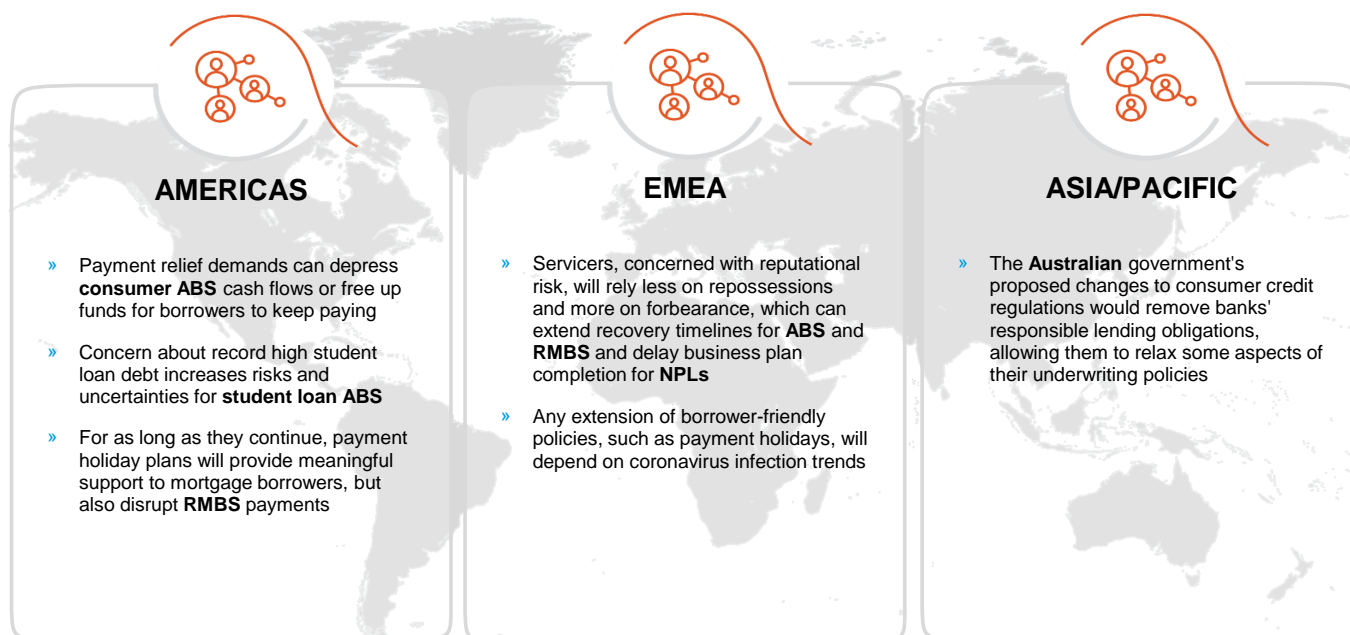 AMERICAS
» Payment relief demands can depress
consumer ABS cash flows or free up
funds for borrowers to keep paying
» Concern about record high student
loan debt increases risks and
uncertainties for student loan ABS
» For as long as they continue, payment
holiday plans will provide meaningful
support to mortgage borrowers, but
also disrupt RMBS payments
EMEA
» Servicers, concerned with reputational
risk, will rely less on repossessions
and more on forbearance, which can
extend recovery timelines for ABS and
RMBS and delay business plan
completion for NPLs
» Any extension of borrower-friendly
policies, such as payment holidays, will
depend on coronavirus infection trends
ASIA/PACIFIC
» The Australian government's
proposed changes to consumer credit
regulations would remove banks'
responsible lending obligations,
allowing them to relax some aspects of
their underwriting policies